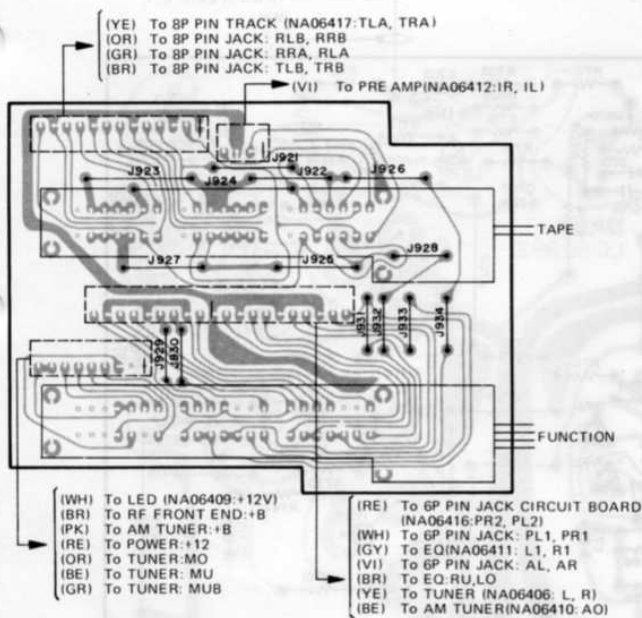 (YE) To 8P PIN TRACK (NA06417:TLA, TRA)
(OR) To 8P PIN JACK: RLB, RRB
(GR) To 8P PIN JACK: RRA, RLA
(BR) To 8P PIN JACK: TLB, TRB
(VI) To PRE AMP(NA06412:IR, IL)
J921
J923
J924
J922
J926
TAPE
J927
J925
J928
J929
J930
J931
J932
J933
J934
FUNCTION
(WH) To LED (NA06409:+12V)
(BR) To RF FRONT END:+B
(PK) To AM TUNER:+B
(RE) To POWER:+12
(OR) To TUNER: MO
(BE) To TUNER: MU
(GR) To TUNER: MUB
(RE) To 6P PIN JACK CIRCUIT BOARD
(NA06416:PR2, PL2)
(WH) To 6P PIN JACK: PL1, PR1
(GY) To EQ(NA06411: L1, R1
(VI) To 6P PIN JACK: AL, AR
(BR) To EQ:RU,LO
(YE) To TUNER (NA06406: L, R)
(BE) To AM TUNER(NA06410: AO)